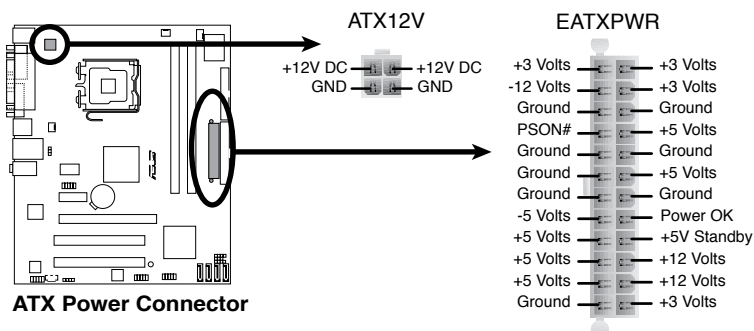 ATX12V
+12V DC +12V DC
GND GND
EATXPWR
+3 Volts +3 Volts
-12 Volts +3 Volts
Ground Ground
PSON# +5 Volts
Ground Ground
Ground +5 Volts
Ground Ground
-5 Volts Power OK
+5 Volts +5V Standby
+5 Volts +12 Volts
+5 Volts +12 Volts
Ground +3 Volts
ASUS
ATX Power Connector